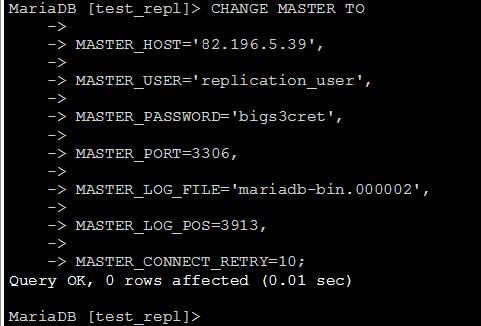 MariaDB [test_repl]> CHANGE MASTER TO
    ->
    -> MASTER_HOST='82.196.5.39',
    ->
    -> MASTER_USER='replication_user',
    ->
    -> MASTER_PASSWORD='bigs3cret',
    ->
    -> MASTER_PORT=3306,
    ->
    -> MASTER_LOG_FILE='mariadb-bin.000002',
    ->
    -> MASTER_LOG_POS=3913,
    ->
    -> MASTER_CONNECT_RETRY=10;
Query OK, 0 rows affected (0.01 sec)

MariaDB [test_repl]>